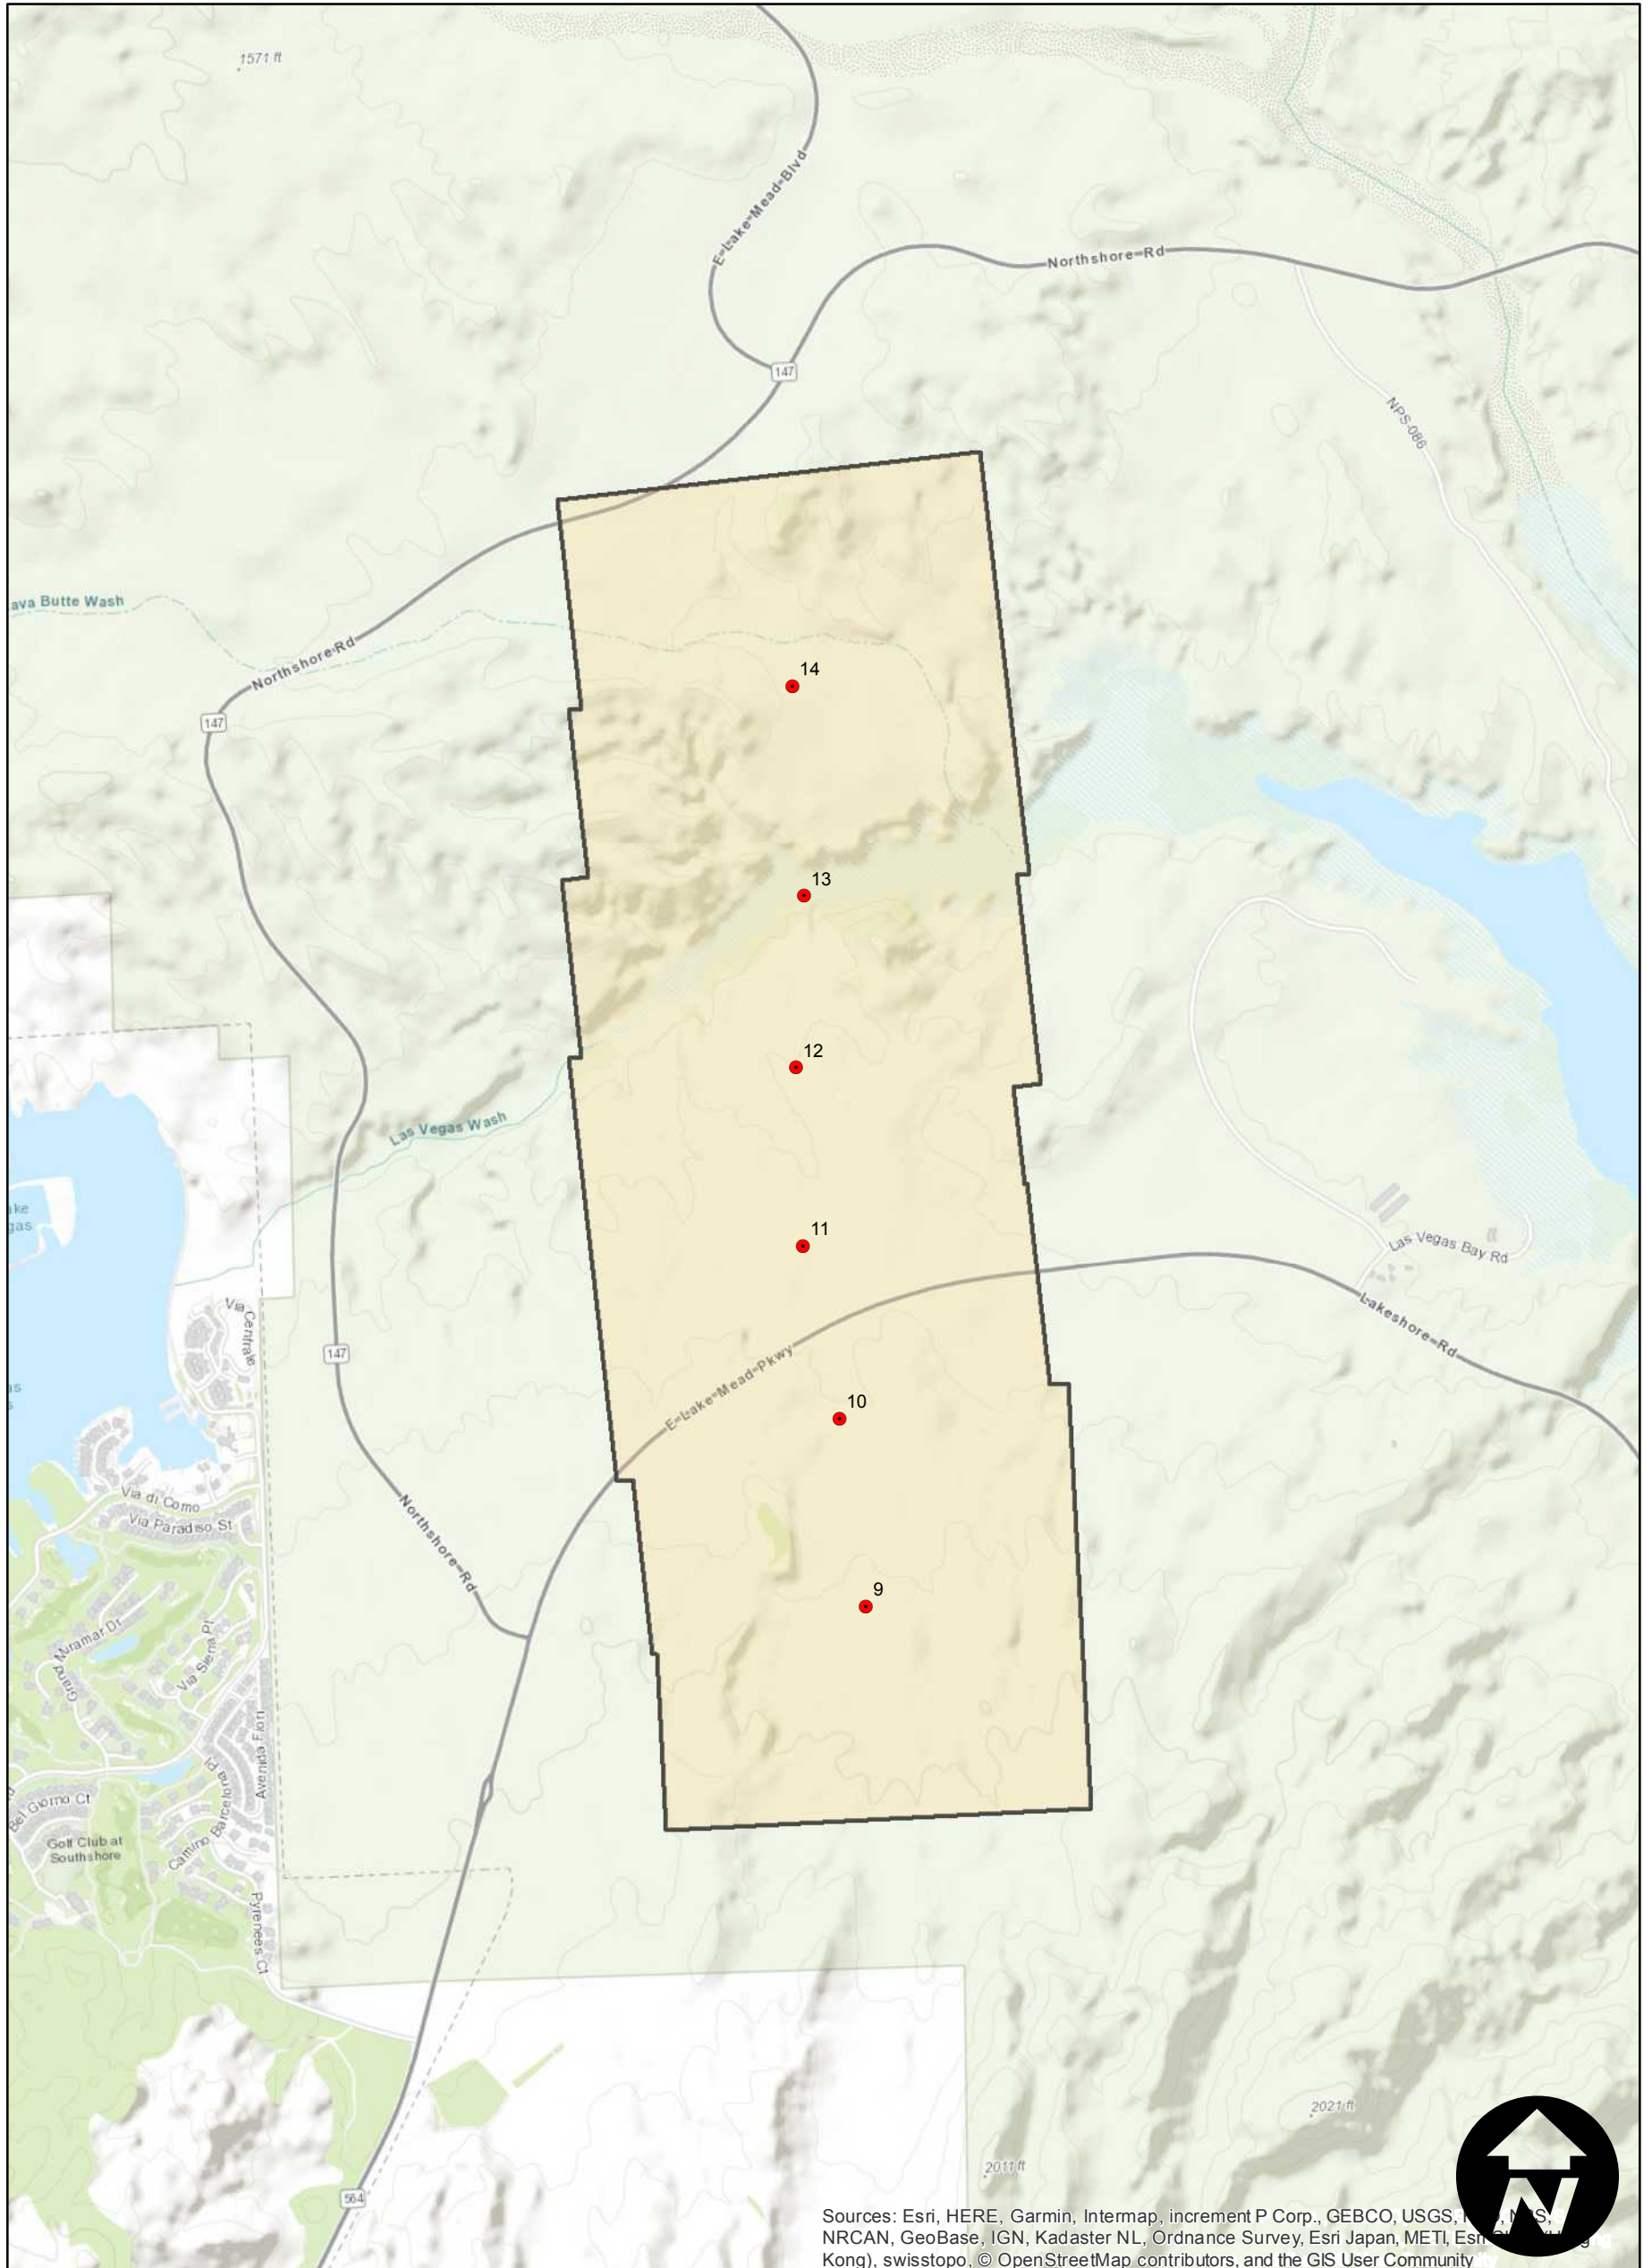 1571 ft
E Lake Mead Blvd
Northshore Rd
147
NPS-086
ava Butte Wash
14
Northshore Rd
147
13
12
Las Vegas Wash
ake
gas
11
Las Vegas Bay Rd
Via Centrale
Lakeshore Rd
147
E Lake Mead Pkwy
as
s
10
Via di Como
Via Paradiso St
Northshore Rd
9
Grand Miramar Dr
Via Siena Pl
Avenida Fiori
Bel Giorno Ct
Camino Barcelona Pl
Golf Club at
Southshore
Pyrenees Ct
2021 ft
2011 ft
564
N
Sources: Esri, HERE, Garmin, Intermap, increment P Corp., GEBCO, USGS,
NRCAN, GeoBase, IGN, Kadaster NL, Ordnance Survey, Esri Japan, METI, Esri
Kong), swisstopo, © OpenStreetMap contributors, and the GIS User Community